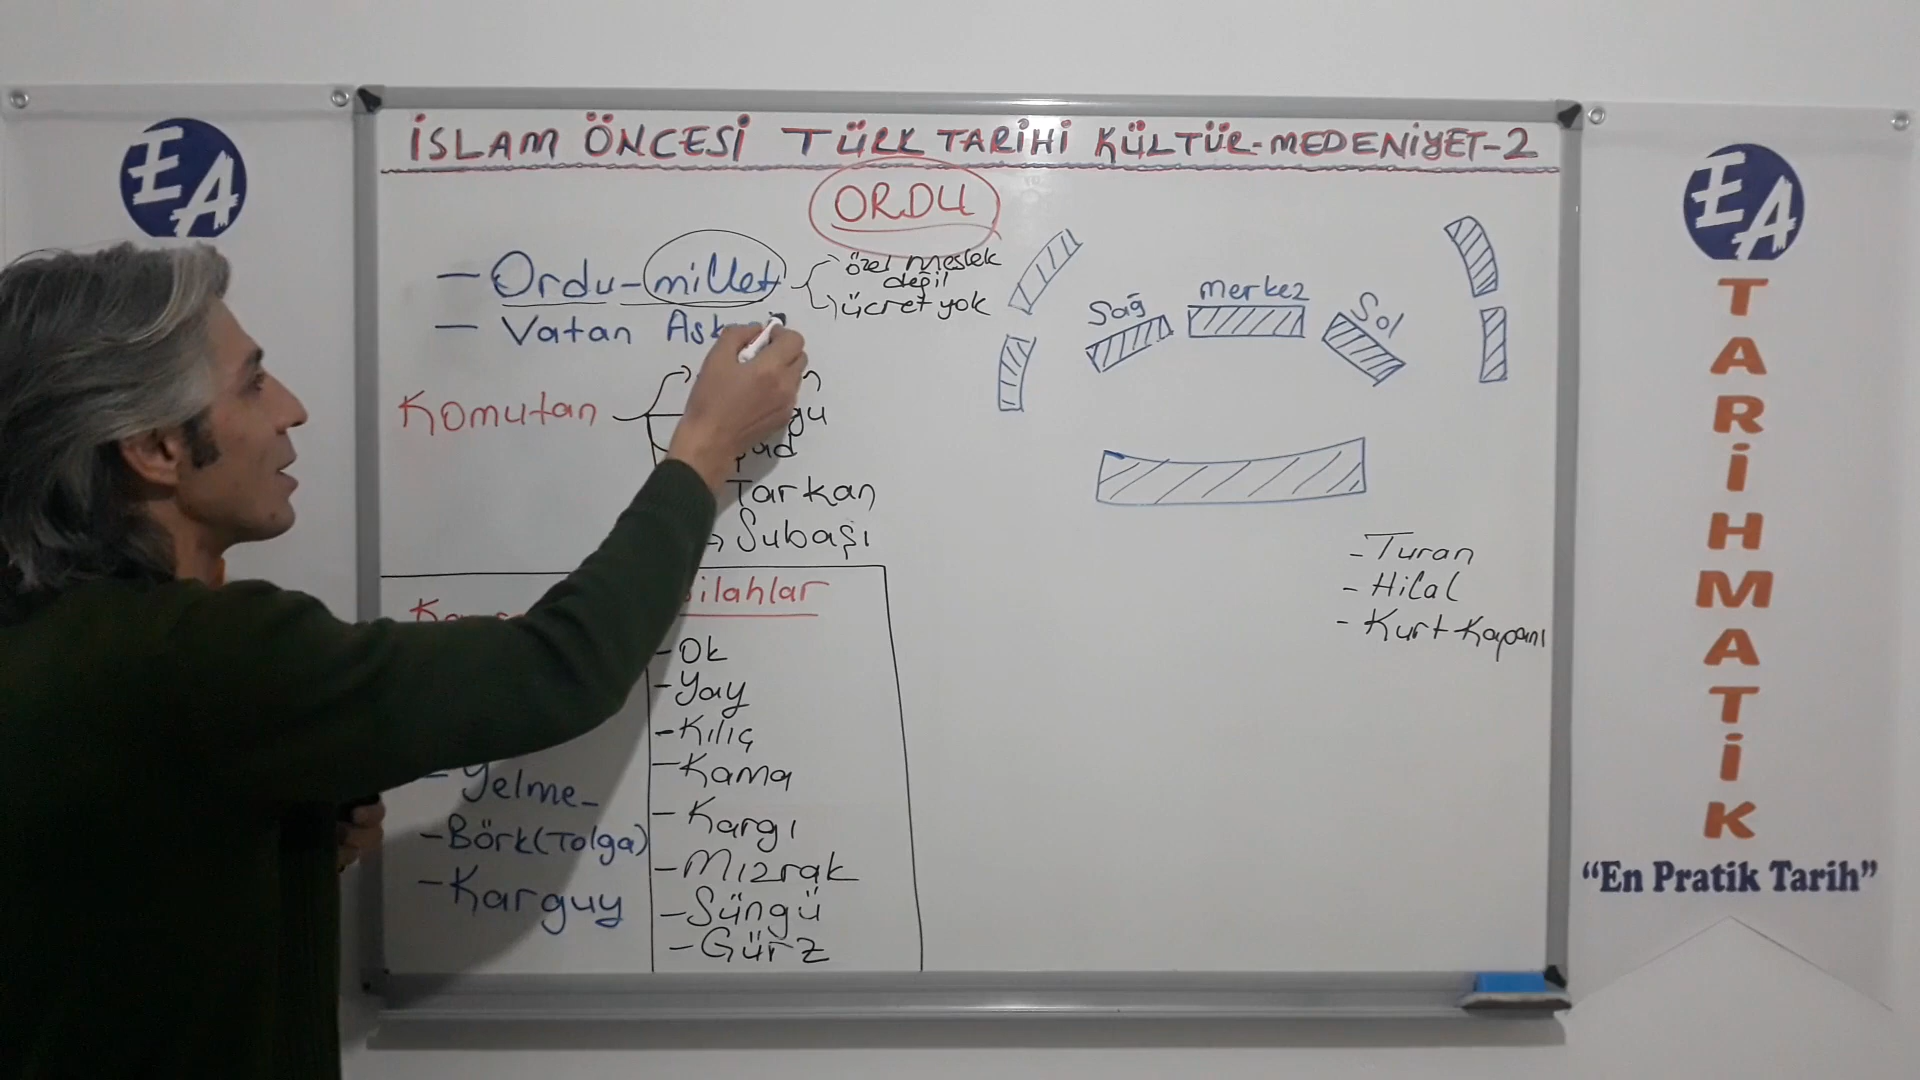 EA
EA
İSLAM ÖNCESİ TÜRK TARİHİ KÜLTÜR-MEDENİYET-2
ORDU
- Ordu-millet
özel meslek
değil
ücret yok
- Vatan
Komutan
Tarkan
Subaşı
Yelme
-Börk(Tolga)
-Karguy
-Ok
-Yay
-Kılıç
-Kama
-Kargı
-Mızrak
-Süngü
-Gürz
Sağ
merkez
Sol
-Turan
-Hilal
-Kurt Kapanı
TARİHMATİK
“En Pratik Tarih”